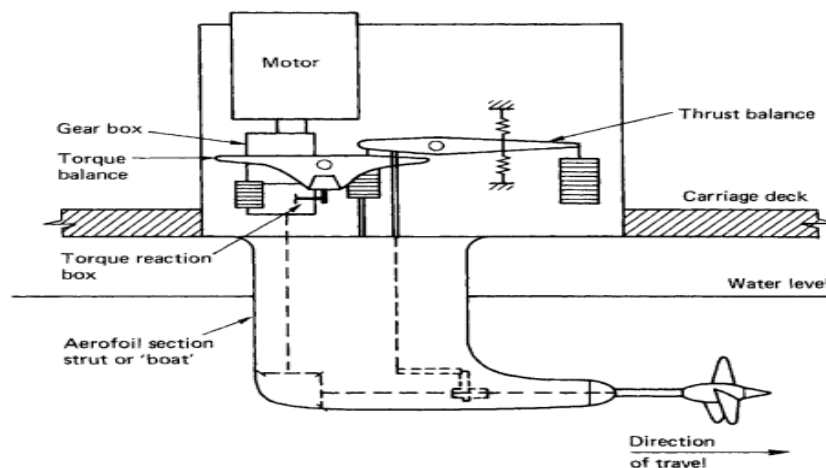 Motor
Gear box
Thrust balance
Torque
balance
Carriage deck
Torque reaction
box
Water level
Aerofoil section
strut or 'boat'
Direction
of travel